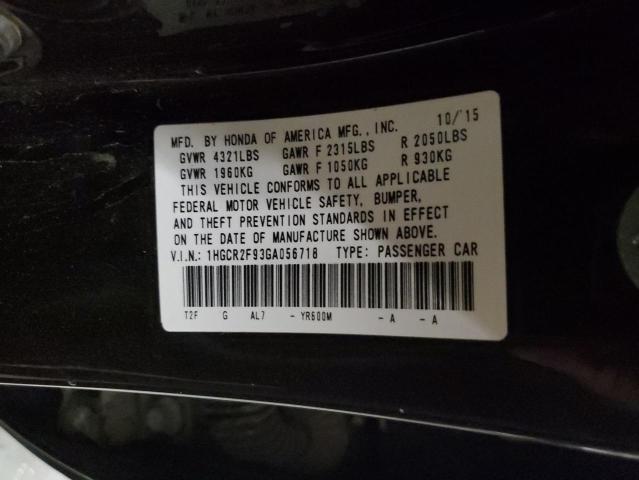 MFD. BY HONDA OF AMERICA MFG., INC. 10/'15
GVWR 4321LBS GAWR F 2315LBS R 2050LBS
GVWR 1960KG GAWR F 1050KG R 930KG
THIS VEHICLE CONFORMS TO ALL APPLICABLE
FEDERAL MOTOR VEHICLE SAFETY, BUMPER,
AND THEFT PREVENTION STANDARDS IN EFFECT
ON THE DATE OF MANUFACTURE SHOWN ABOVE.
V.I.N.: 1HGCR2F93GA056718 TYPE: PASSENGER CAR
T2F G AL7 - YR600M - A - A